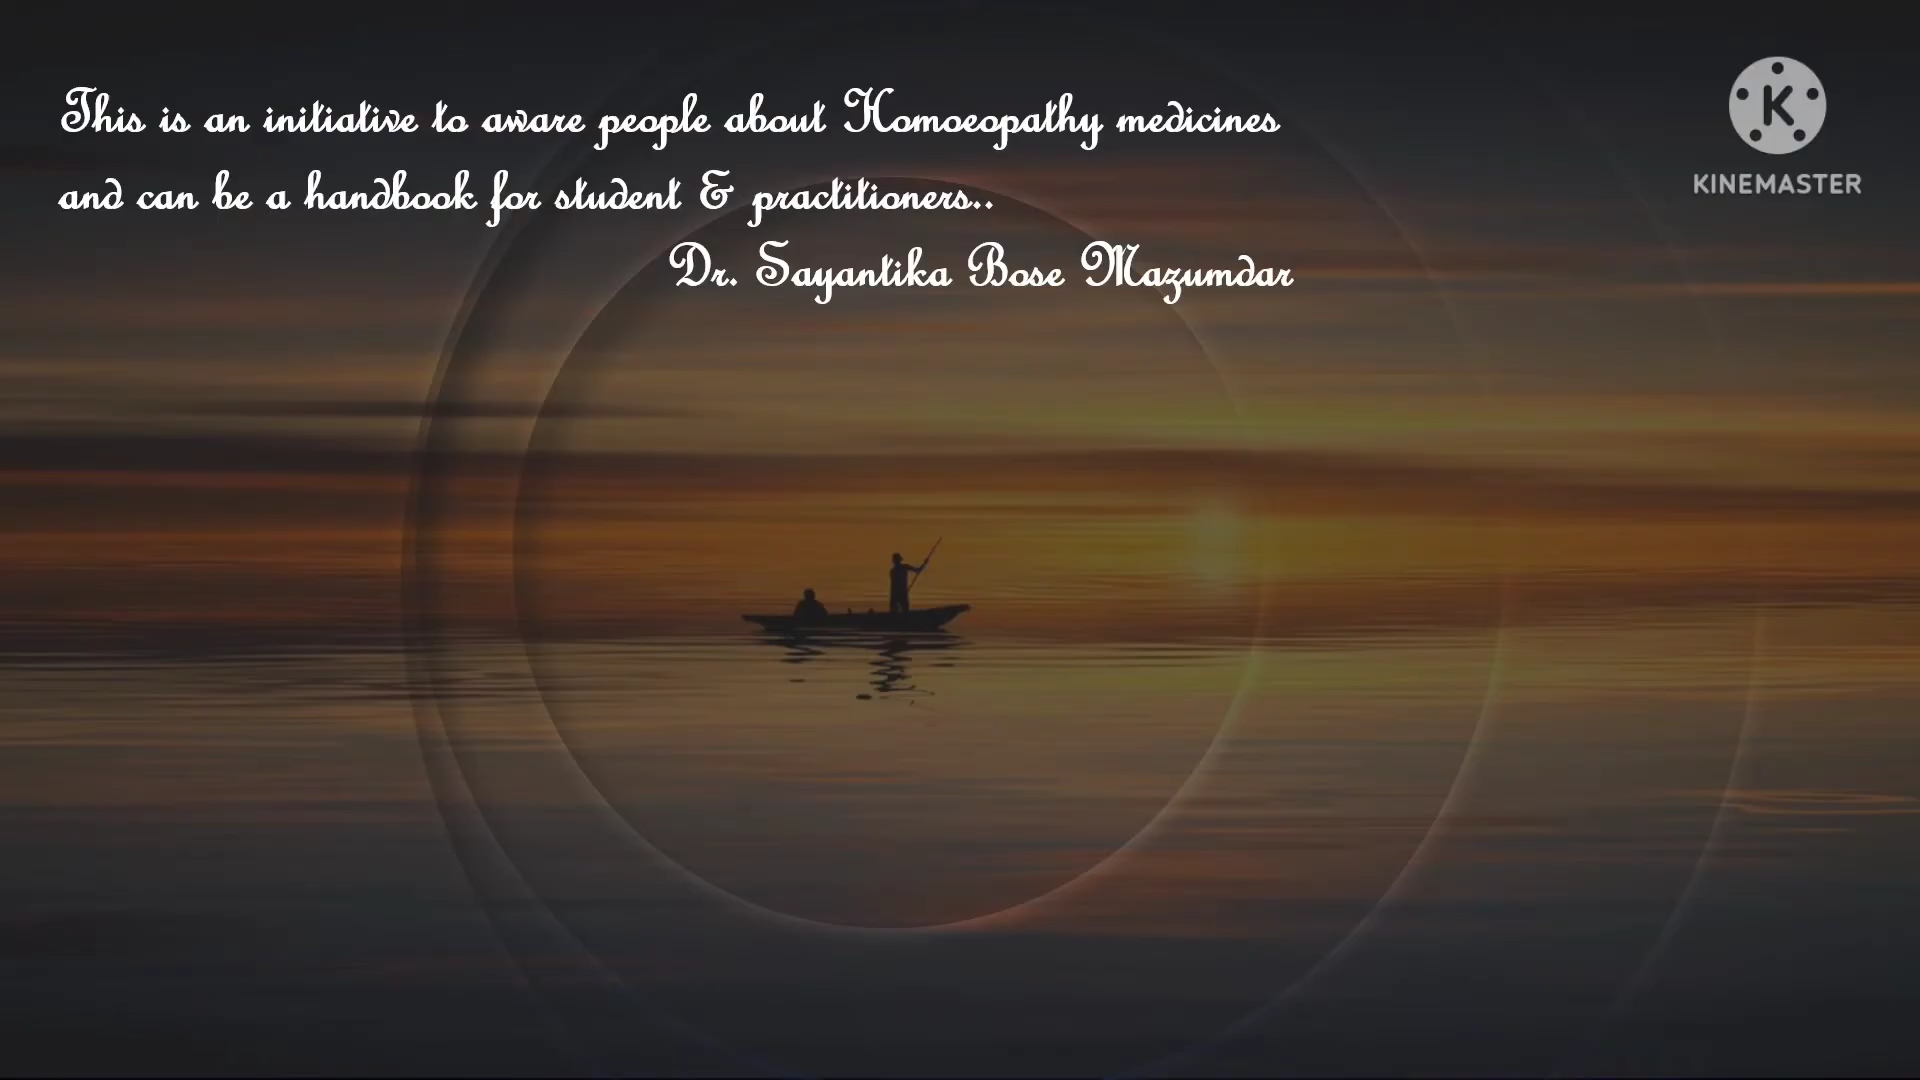 This is an initiative to aware people about Homoeopathy medicines
and can be a handbook for student & practitioners..
Dr. Sayantika Bose Mazumdar
K
KINEMASTER